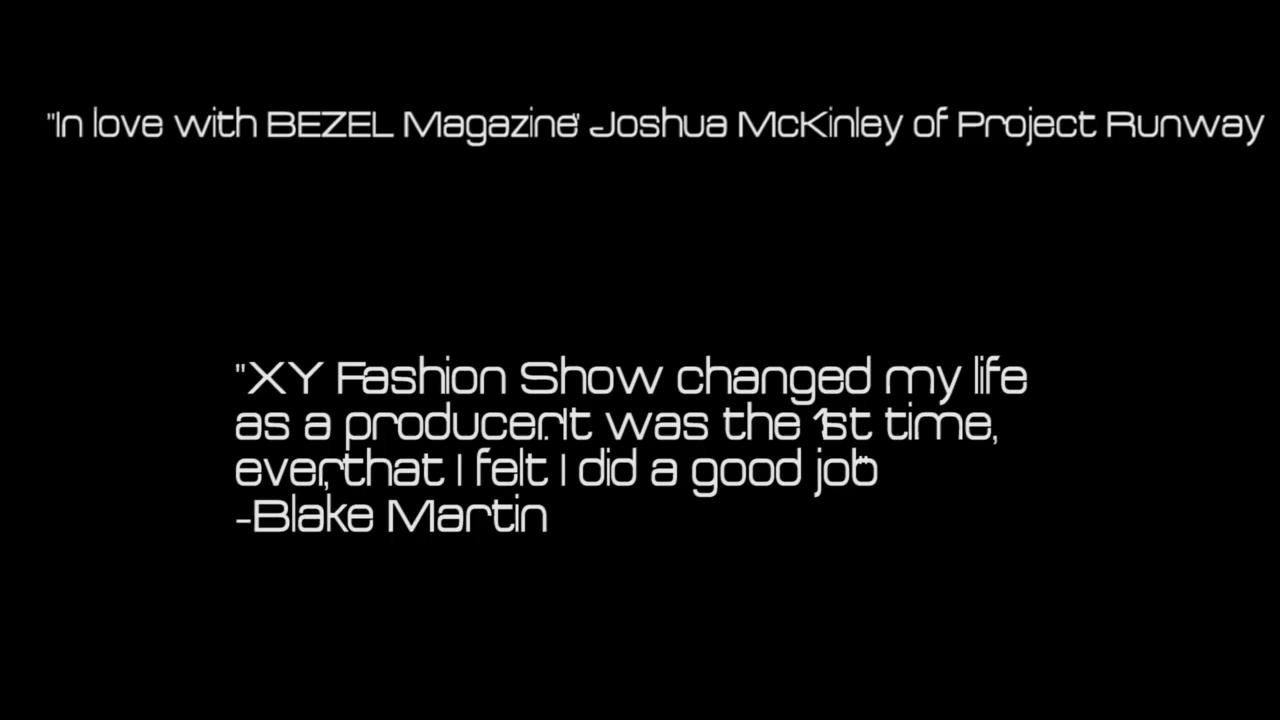 "In love with BEZEL Magazine" Joshua McKinley of Project Runway
"XY Fashion Show changed my life
as a producer. It was the 1st time,
ever, that I felt I did a good job"
-Blake Martin